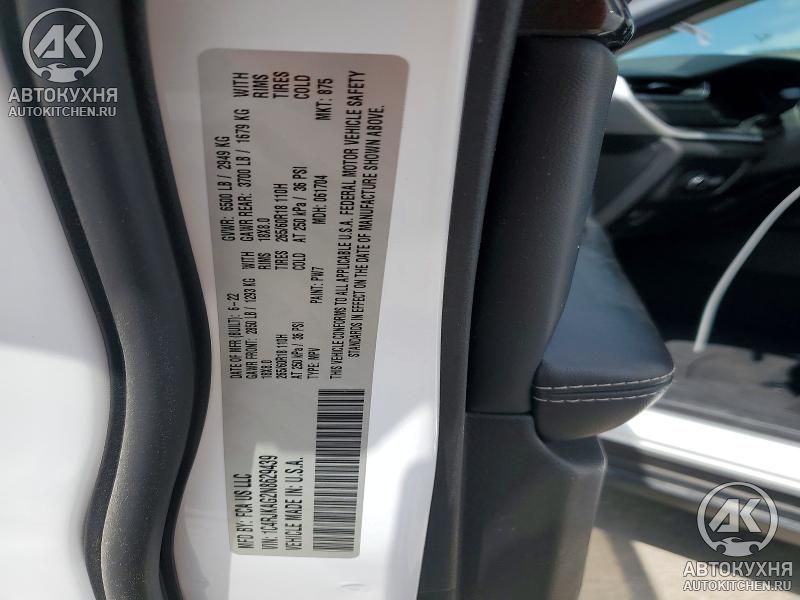 MFD BY: FCA US LLC
DATE OF MFR (BUILT): 6-22
GVWR: 6500 LB / 2949 KG
GAWR FRONT: 2850 LB / 1293 KG WITH
GAWR REAR: 3700 LB / 1679 KG WITH
18X8.0 RIMS
18X8.0 RIMS
265/60R18 110H TIRES
265/60R18 110H TIRES
AT 250 kPa / 36 PSI COLD
AT 250 kPa / 36 PSI COLD
VIN: 1C4RJKAG2N8629439
TYPE: MPV
PAINT: PW7
MDH: 061704
MKT: 875
VEHICLE MADE IN: U.S.A.
THIS VEHICLE CONFORMS TO ALL APPLICABLE U.S.A. FEDERAL MOTOR VEHICLE SAFETY
STANDARDS IN EFFECT ON THE DATE OF MANUFACTURE SHOWN ABOVE.
АК
АВТОКУХНЯ
AUTOKITCHEN.RU
АК
АВТОКУХНЯ
AUTOKITCHEN.RU